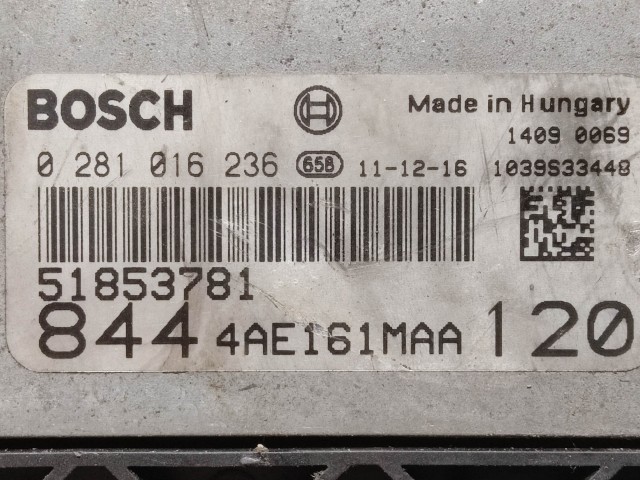 BOSCH Made in Hungary
1409 0069
0 281 016 236 658 11-12-16 1039S33448
51853781
844 4AE161MAA 120